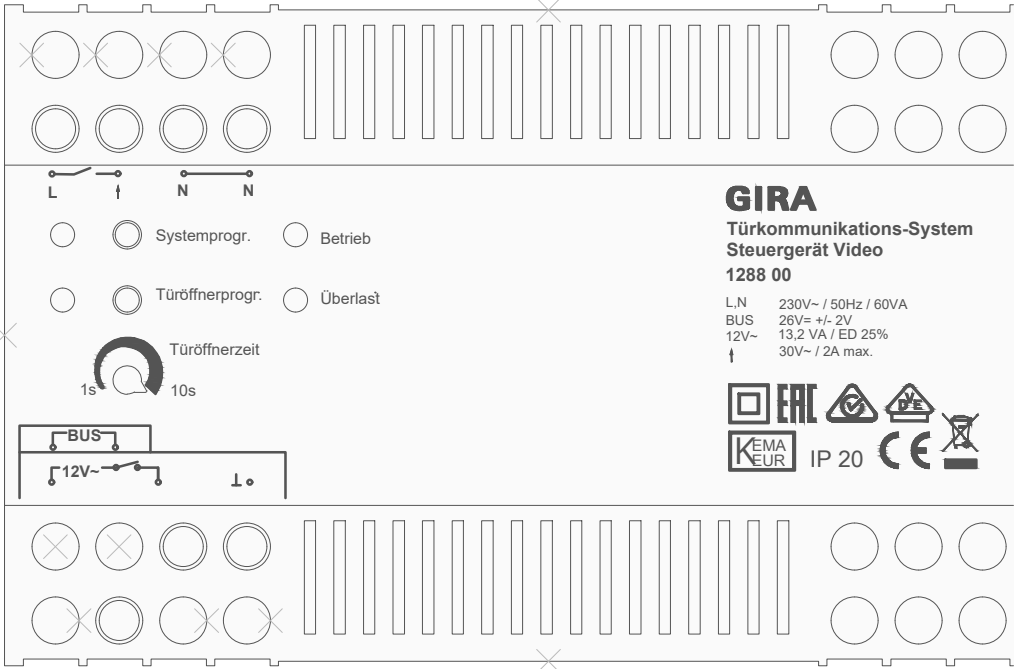 L N N
Systemprogr.
Betrieb
Türöffnerprogr.
Überlast
Türöffnerzeit
1s 10s
BUS
12V~
GIRA
Türkommunikations-System
Steuergerät Video
1288 00
L,N 230V~ / 50Hz / 60VA
BUS 26V= +/- 2V
12V~ 13,2 VA / ED 25%
30V~ / 2A max.
EAC
VDE
KEMA
EUR
IP 20
CE